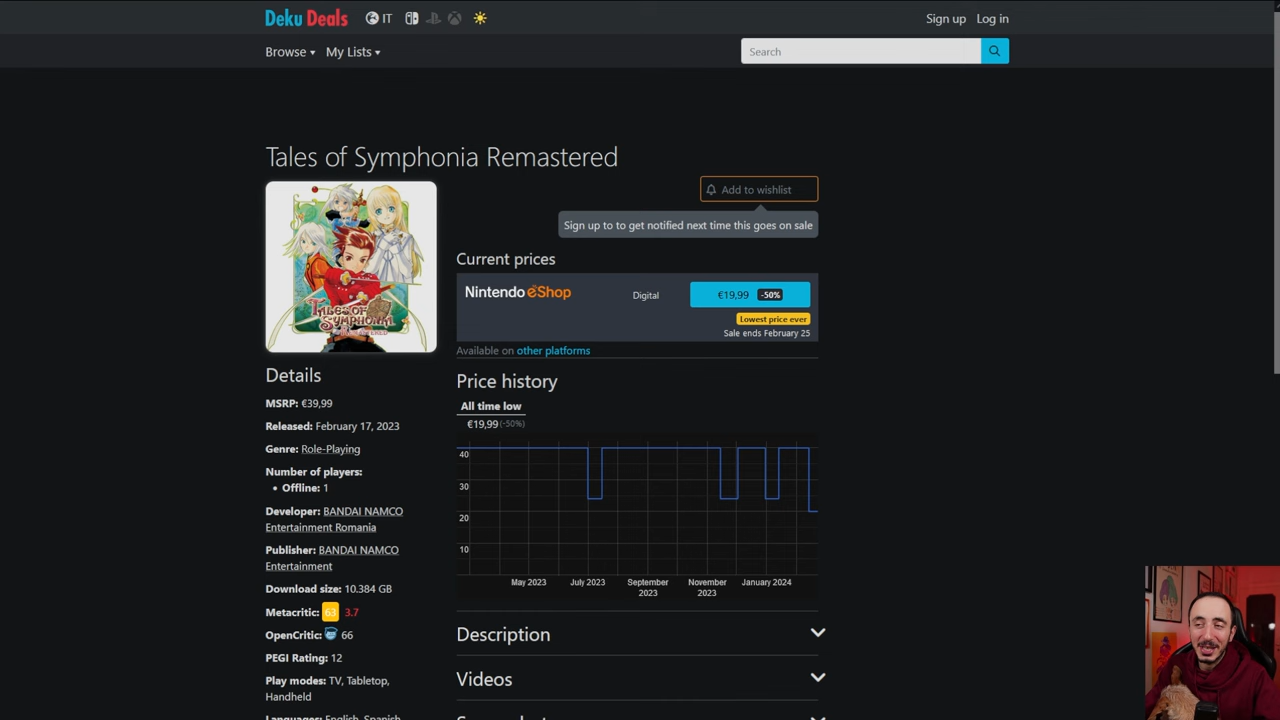 Deku Deals IT
Sign up Log in
Browse My Lists
Search
Tales of Symphonia Remastered
Add to wishlist
Sign up to to get notified next time this goes on sale
Current prices
Nintendo eShop Digital €19,99 -50%
Lowest price ever
Sale ends February 25
Available on other platforms
Price history
All time low
€19,99 (-50%)
40
30
20
10
May 2023 July 2023 September 2023 November 2023 January 2024
Description
Videos
TALES OF SYMPHONIA
Details
MSRP: €39,99
Released: February 17, 2023
Genre: Role-Playing
Number of players:
• Offline: 1
Developer: BANDAI NAMCO
Entertainment Romania
Publisher: BANDAI NAMCO
Entertainment
Download size: 10.384 GB
Metacritic: 63 3.7
OpenCritic: 66
PEGI Rating: 12
Play modes: TV, Tabletop,
Handheld
Languages: English, Spanish